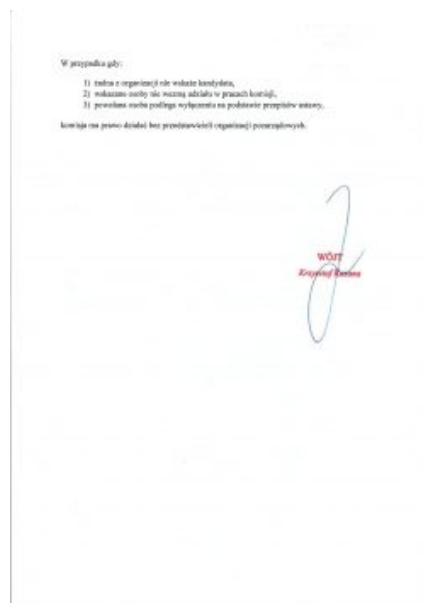 W przypadku gdy:
1) żadna z organizacji nie wskaże kandydata,
2) wskazane osoby nie wezmą udziału w pracach komisji,
3) powołana osoba podlega wyłączeniu na podstawie przepisów ustawy,
komisja ma prawo działać bez przedstawicieli organizacji pozarządowych.
WÓJT
Krzysztof